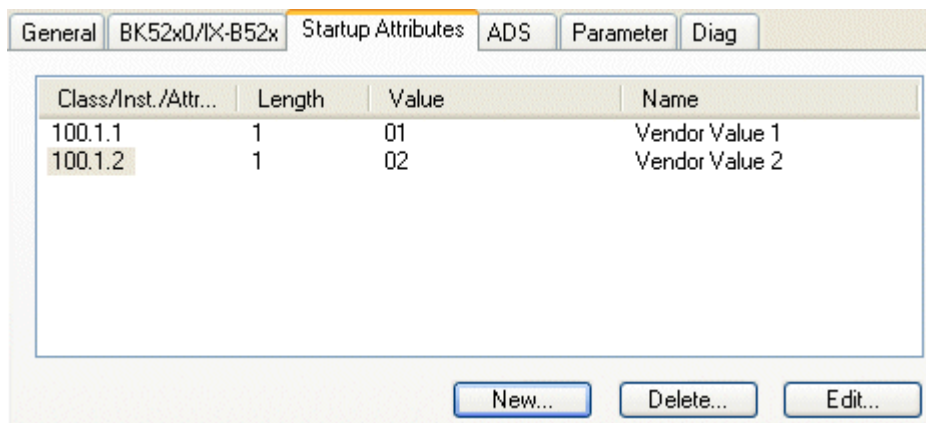 General BK52x0/IX-B52x Startup Attributes ADS Parameter Diag
Class/Inst./Attr... Length Value Name
100.1.1 1 01 Vendor Value 1
100.1.2 1 02 Vendor Value 2
New... Delete... Edit...